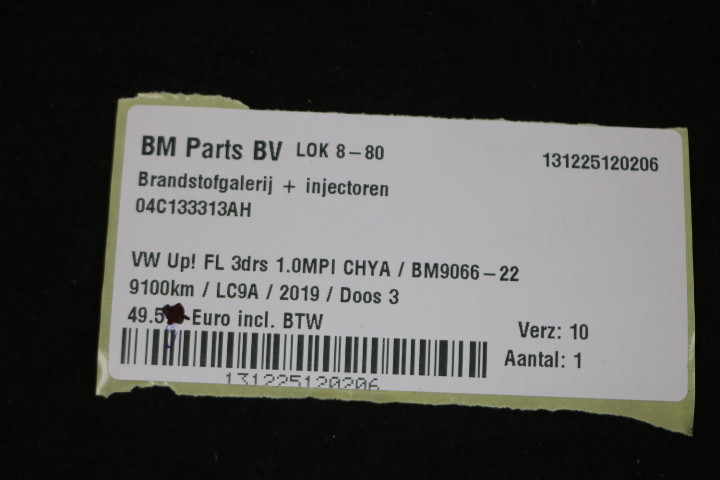 BM Parts BV LOK 8-80 131225120206
Brandstofgalerij + injectoren
04C133313AH
VW Up! FL 3drs 1.0MPI CHYA / BM9066-22
9100km / LC9A / 2019 / Doos 3
Euro incl. BTW
Verz: 10
Aantal: 1
131225120206